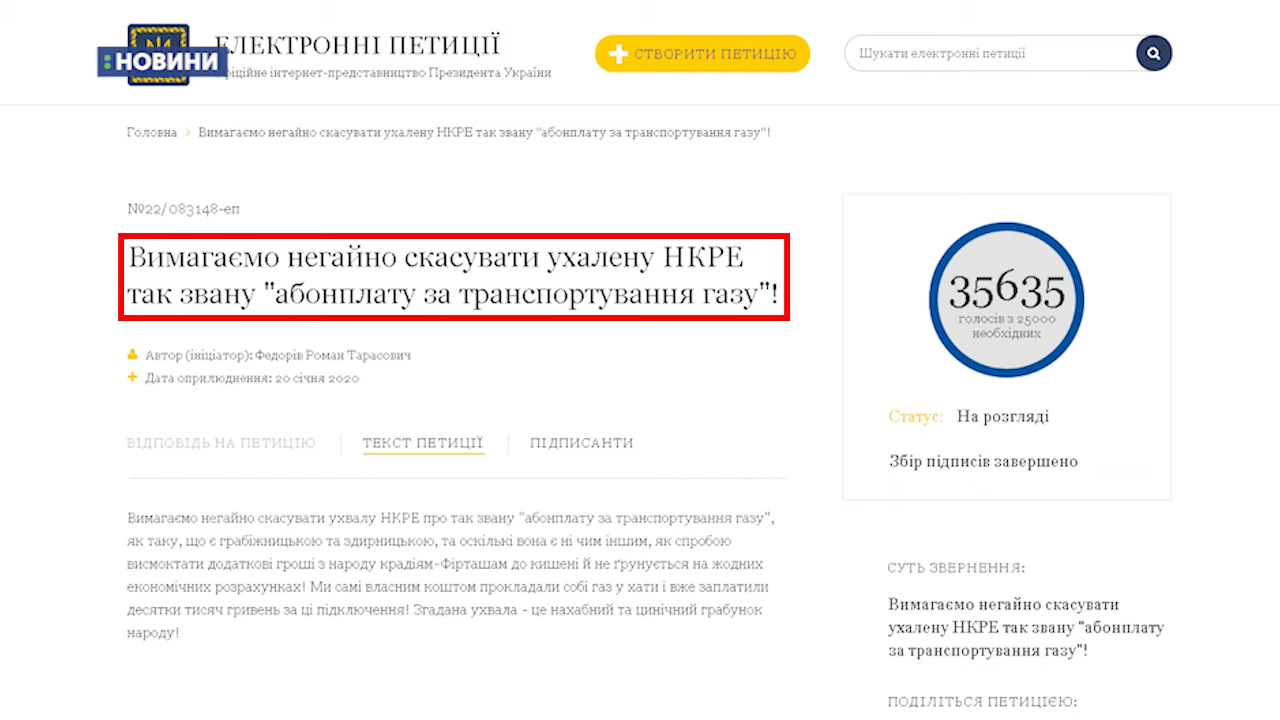 :НОВИНИ
ЕЛЕКТРОННІ ПЕТИЦІЇ
інтернет-представництво Президента України
СТВОРИТИ ПЕТИЦІЮ
Шукати електронні петиції
Головна > Вимагаємо негайно скасувати ухалену НКРЕ так звану "абонплату за транспортування газу"!
№22/083148-еп
Вимагаємо негайно скасувати ухалену НКРЕ
так звану "абонплату за транспортування газу"!
Автор (ініціатор): Федорів Роман Тарасович
Дата оприлюднення: 20 січня 2020
ВІДПОВІДЬ НА ПЕТИЦІЮ
ТЕКСТ ПЕТИЦІЇ
ПІДПИСАНТИ
Вимагаємо негайно скасувати ухвалу НКРЕ про так звану "абонплату за транспортування газу",
як таку, що є грабіжницькою та здирницькою, та оскільки вона є ні чим іншим, як спробою
висмоктати додаткові гроші з народу крадіям-Фірташам до кишені й не ґрунується на жодних
економічних розрахунках! Ми самі власним коштом прокладали собі газ у хати і вже заплатили
десятки тисяч гривень за ці підключення! Згадана ухвала - це нахабний та цинічний грабунок
народу!
35635
голосів з 25000
необхідних
Статус: На розгляді
Збір підписів завершено
СУТЬ ЗВЕРНЕННЯ:
Вимагаємо негайно скасувати
ухалену НКРЕ так звану "абонплату
за транспортування газу"!
ПОДІЛІТЬСЯ ПЕТИЦІЄЮ: